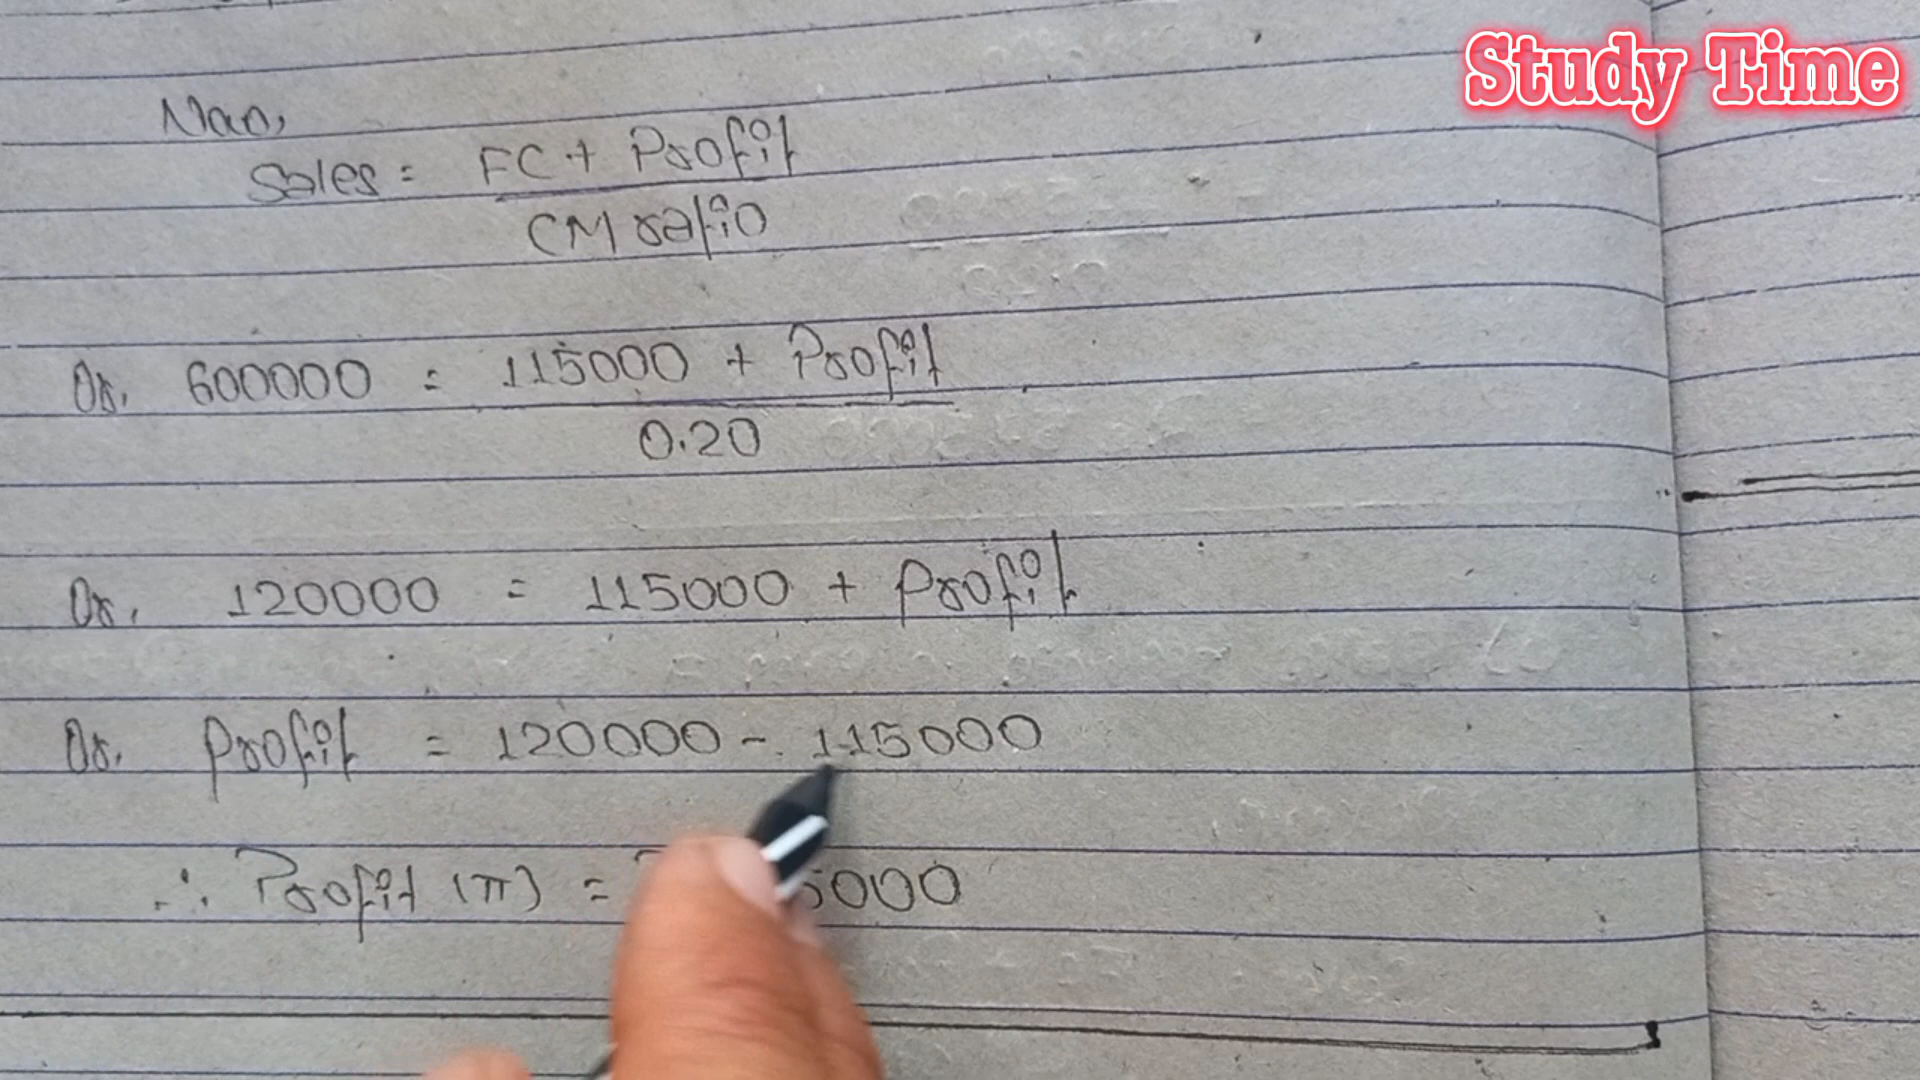 Study Time
Now,
Sales = FC + Profit
CM ratio
Or, 600000 = 115000 + Profit
0.20
Or, 120000 = 115000 + Profit
Or, Profit = 120000 - 115000
∴ Profit (π) = 5000